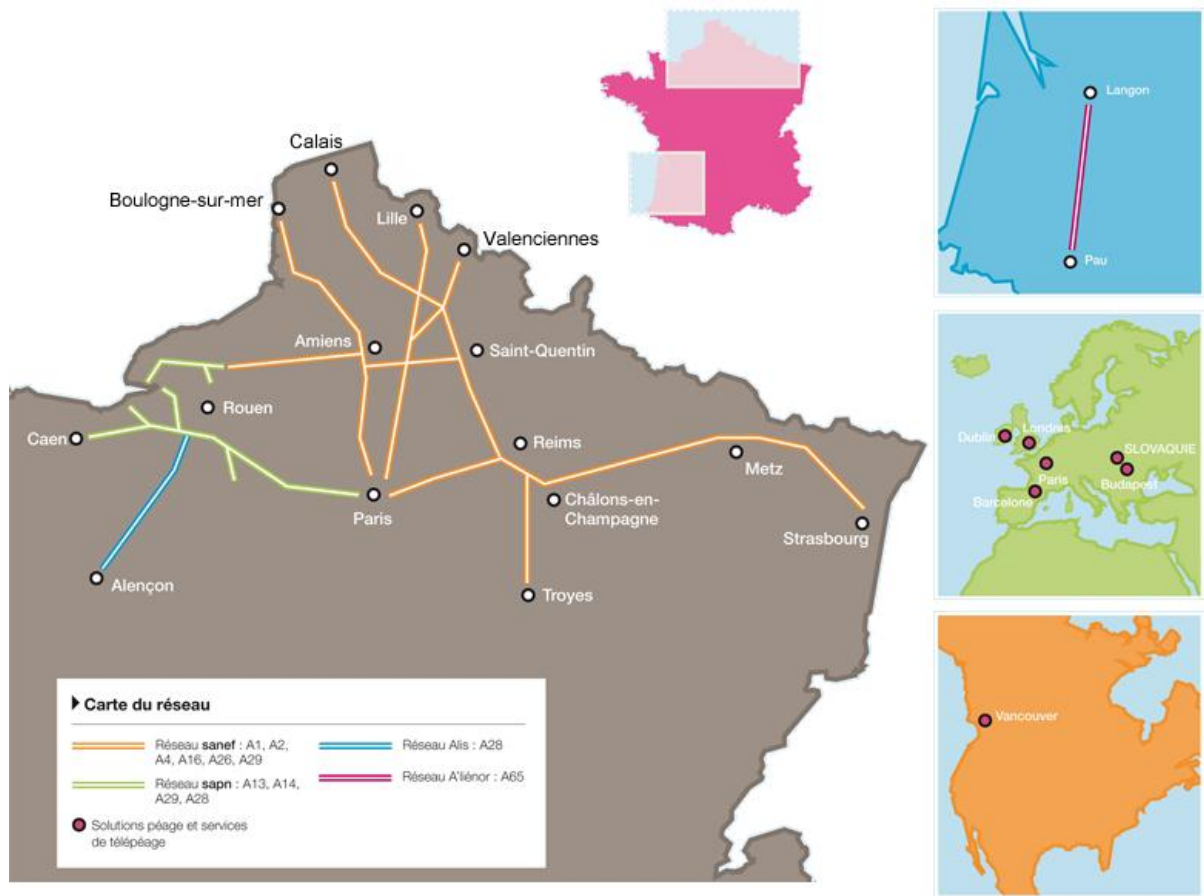 Calais
Boulogne-sur-mer
Lille
Valenciennes
Amiens
Saint-Quentin
Rouen
Caen
Reims
Metz
Paris
Châlons-en-
Champagne
Strasbourg
Alençon
Troyes
Carte du réseau
Réseau sanef : A1, A2,
A4, A16, A26, A29
Réseau sapn : A13, A14,
A29, A28
Solutions péage et services
de télépéage
Réseau Alis : A28
Réseau A'liénor : A65
Langon
Pau
Dublin
Londres
SLOVAQUIE
Paris
Budapest
Barcelone
Vancouver